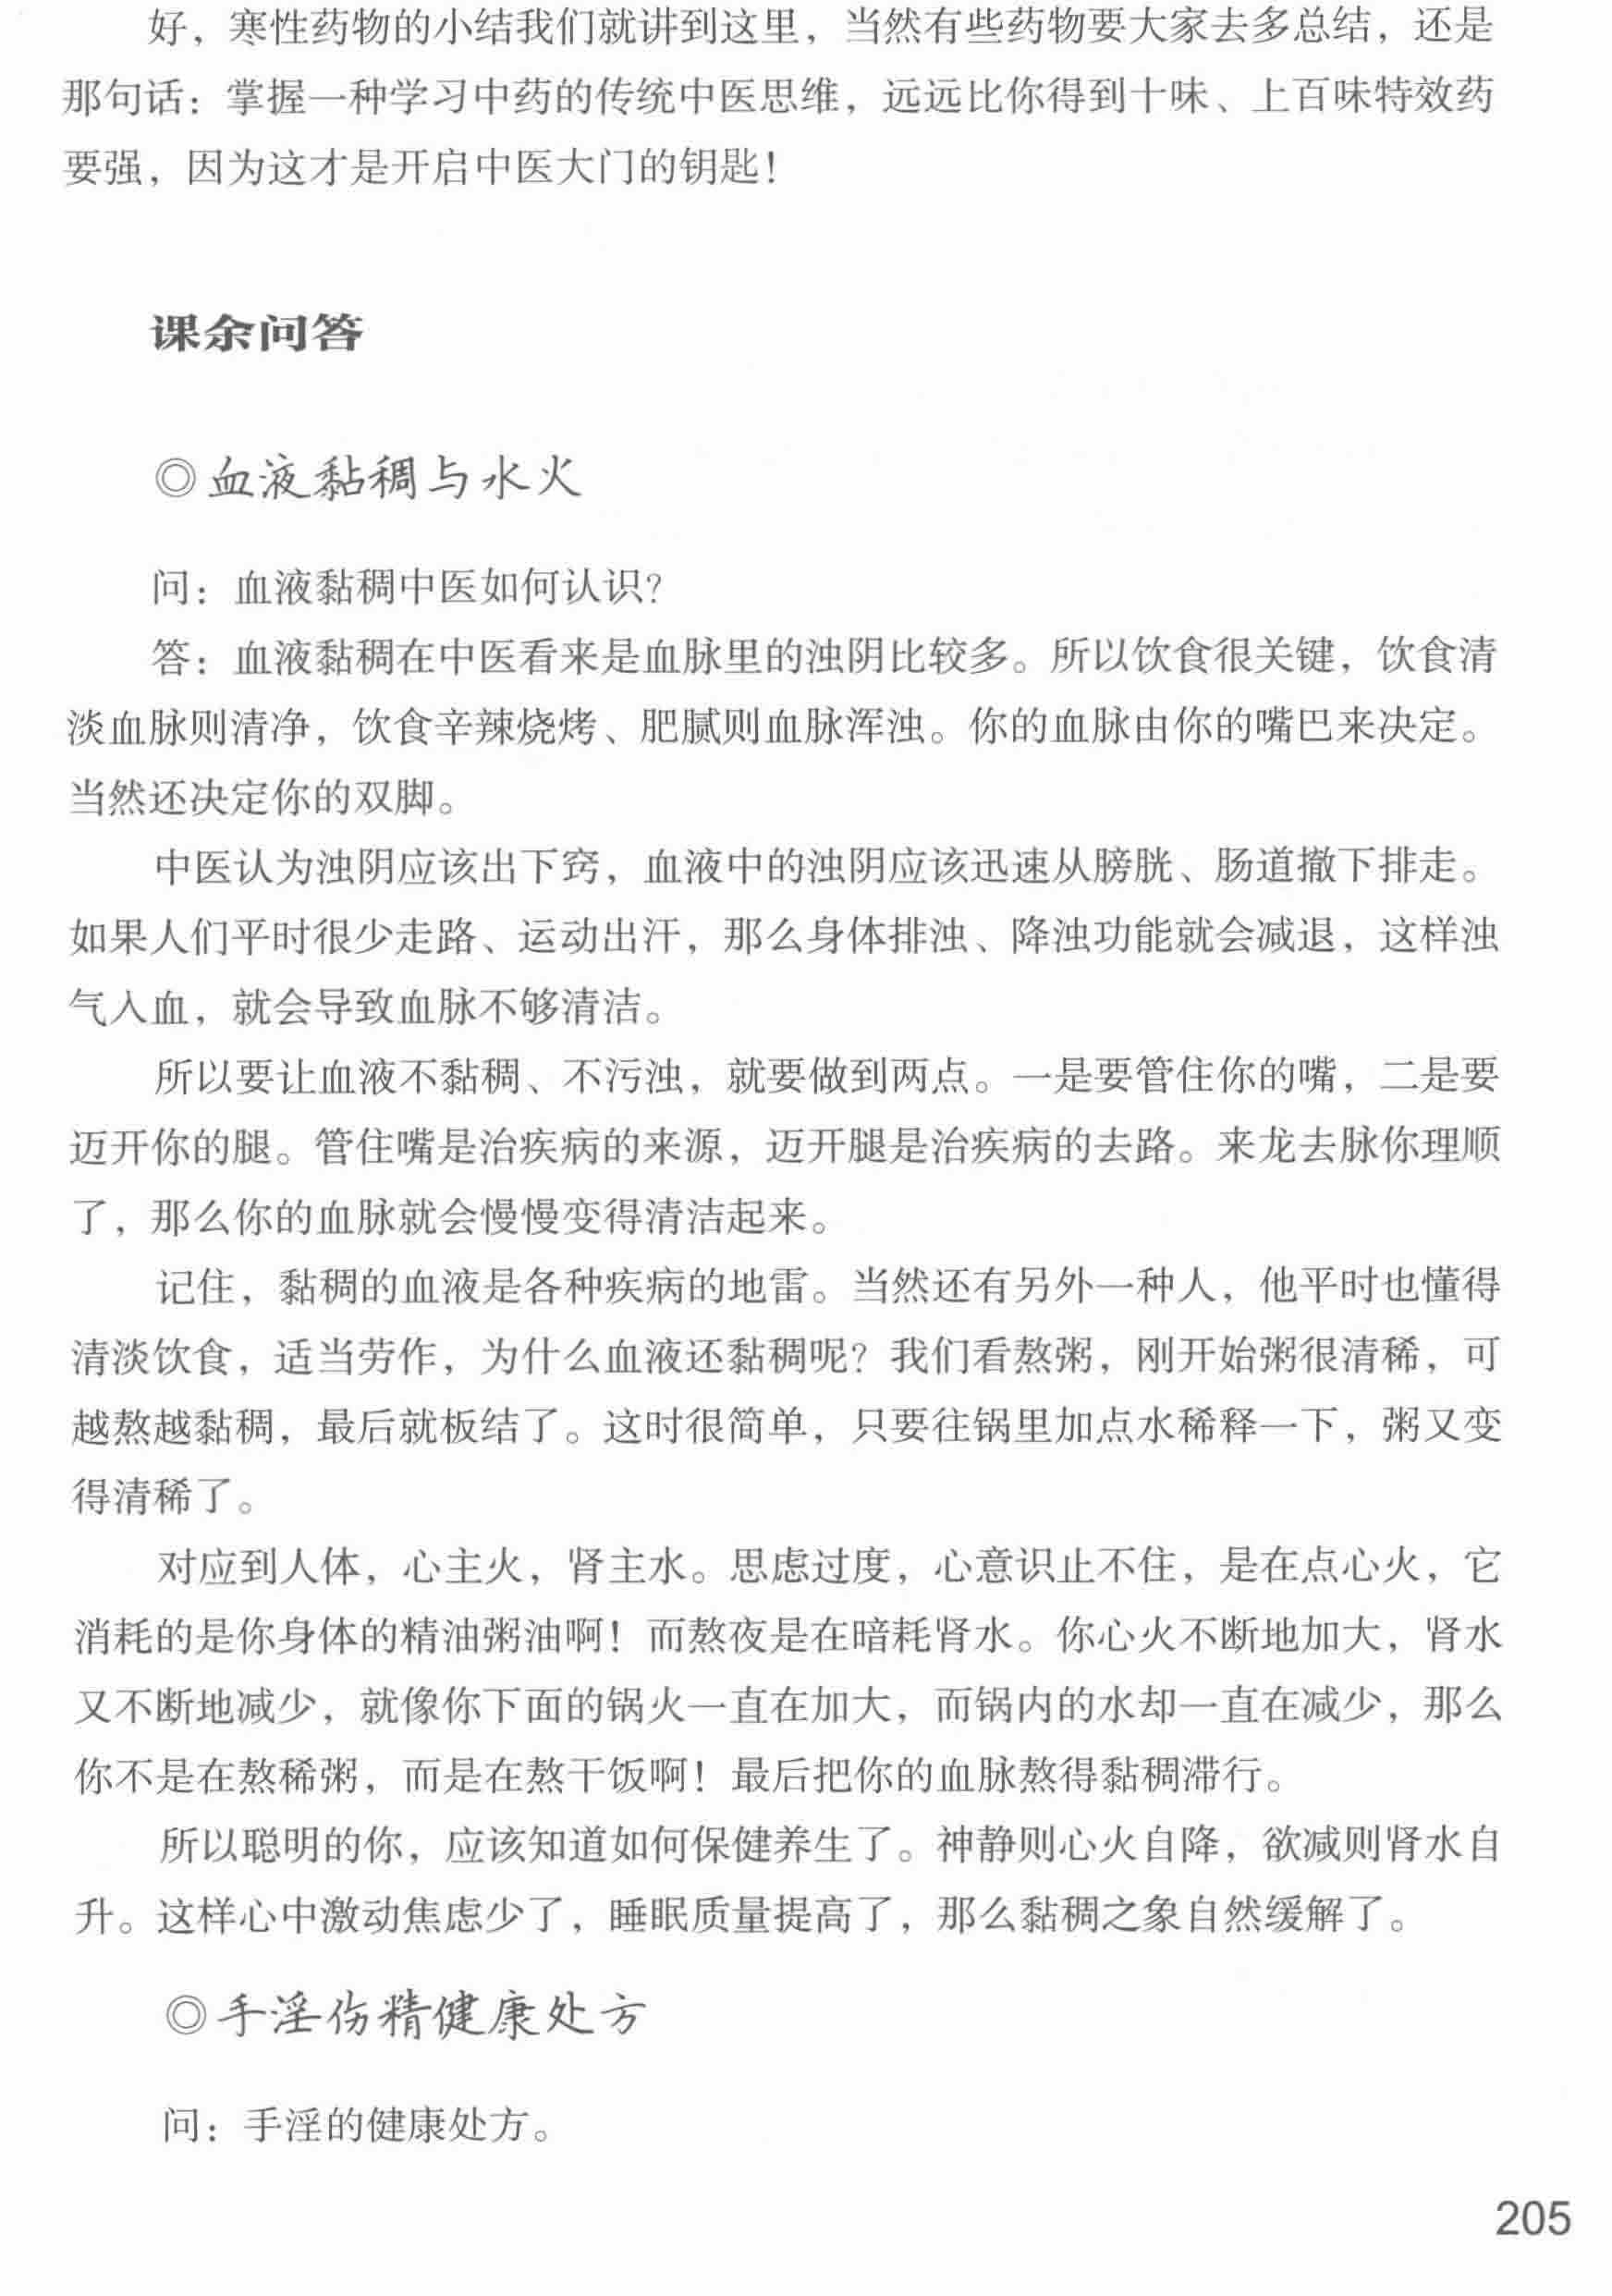 好，寒性药物的小结我们就讲到这里，当然有些药物要大家去多总结，还是
那句话：掌握一种学习中药的传统中医思维，远远比你得到十味、上百味特效药
要强，因为这才是开启中医大门的钥匙！
课余问答
◎血液黏稠与水火
问：血液黏稠中医如何认识？
答：血液黏稠在中医看来是血脉里的浊阴比较多。所以饮食很关键，饮食清
淡血脉则清净，饮食辛辣烧烤、肥腻则血脉浑浊。你的血脉由你的嘴巴来决定。
当然还决定你的双脚。
中医认为浊阴应该出下窍，血液中的浊阴应该迅速从膀胱、肠道撤下排走。
如果人们平时很少走路、运动出汗，那么身体排浊、降浊功能就会减退，这样浊
气入血，就会导致血脉不够清洁。
所以要让血液不黏稠、不污浊，就要做到两点。一是要管住你的嘴，二是要
迈开你的腿。管住嘴是治疾病的来源，迈开腿是治疾病的去路。来龙去脉你理顺
了，那么你的血脉就会慢慢变得清洁起来。
记住，黏稠的血液是各种疾病的地雷。当然还有另外一种人，他平时也懂得
清淡饮食，适当劳作，为什么血液还黏稠呢？我们看熬粥，刚开始粥很清稀，可
越熬越黏稠，最后就板结了。这时很简单，只要往锅里加点水稀释一下，粥又变
得清稀了。
对应到人体，心主火，肾主水。思虑过度，心意识止不住，是在点心火，它
消耗的是你身体的精油粥油啊！而熬夜是在暗耗肾水。你心火不断地加大，肾水
又不断地减少，就像你下面的锅火一直在加大，而锅内的水却一直在减少，那么
你不是在熬稀粥，而是在熬干饭啊！最后把你的血脉熬得黏稠滞行。
所以聪明的你，应该知道如何保健养生了。神静则心火自降，欲减则肾水自
升。这样心中激动焦虑少了，睡眠质量提高了，那么黏稠之象自然缓解了。
◎手淫伤精健康处方
问：手淫的健康处方。
205